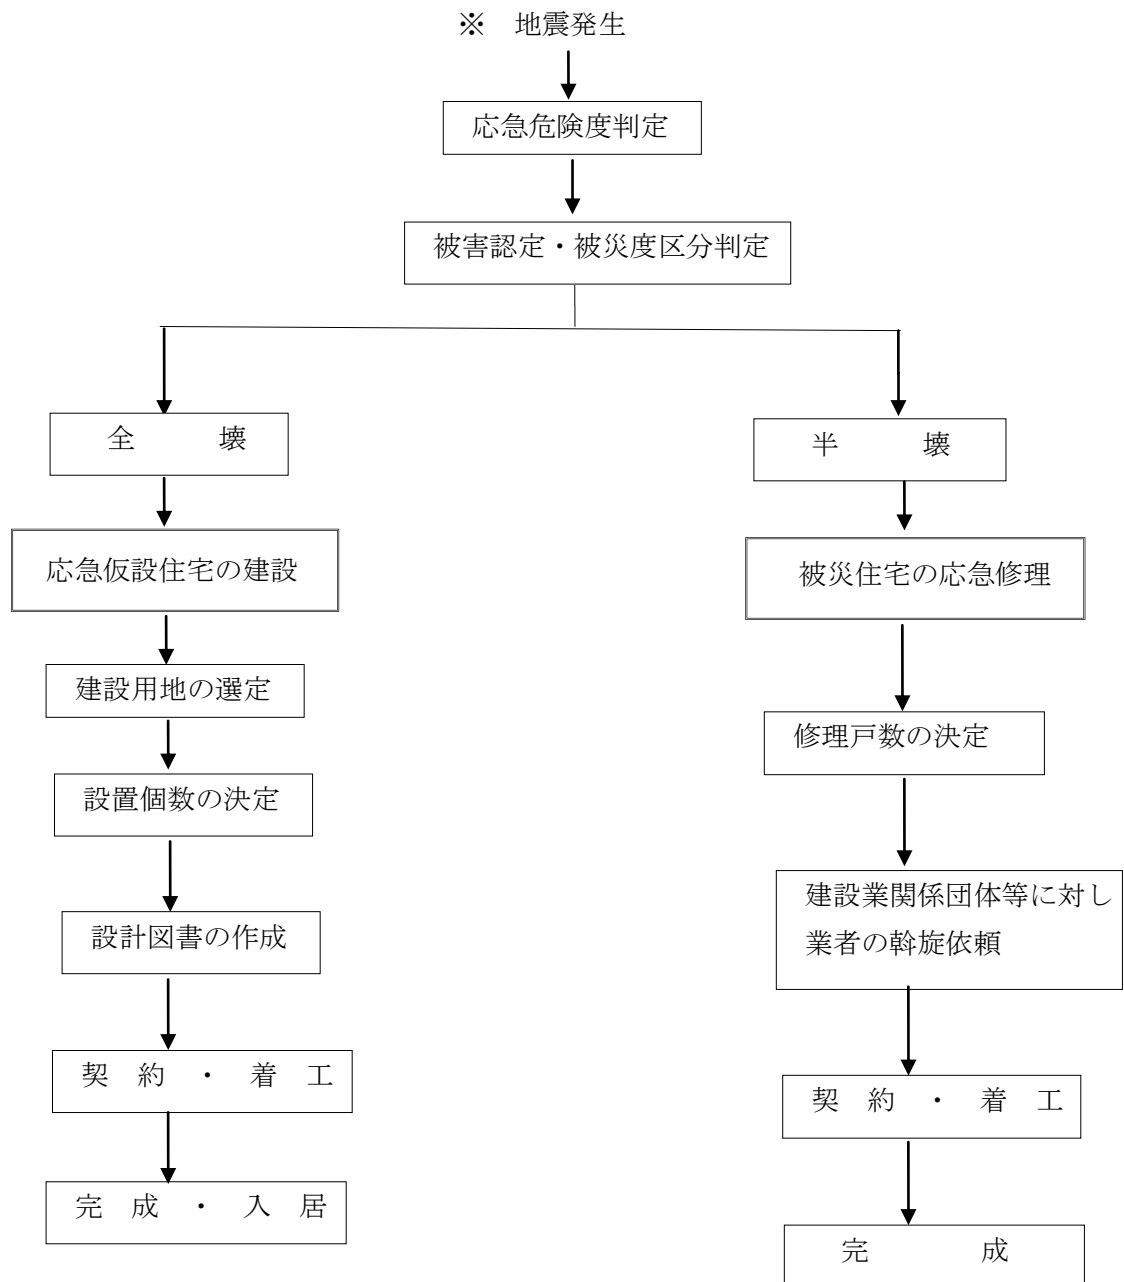 ※　地震発生
応急危険度判定
被害認定・被災度区分判定
全　　　壊
応急仮設住宅の建設
建設用地の選定
設置個数の決定
設計図書の作成
契　約　・　着　工
完　成　・　入　居
半　　　壊
被災住宅の応急修理
修理戸数の決定
建設業関係団体等に対し
業者の斡旋依頼
契　約　・　着　工
完　　　成